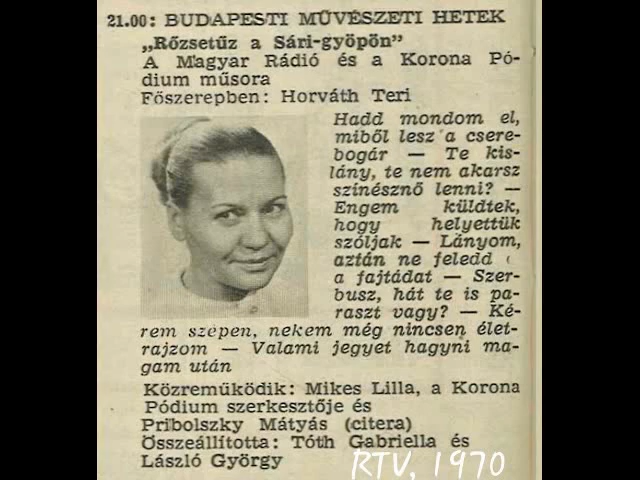 21.00: BUDAPESTI MŰVÉSZETI HETEK
„Rőzsetűz a Sári-gyöpön”
A Magyar Rádió és a Korona Pó-
dium műsora
Főszerepben: Horváth Teri
Hadd mondom el,
miből lesz a csere-
bogár — Te kis-
lány, te nem akarsz
színésznő lenni? —
Engem küldtek,
hogy helyettük
szóljak — Lányom,
aztán ne feledd
a fajtádat — Szer-
busz, hát te is pa-
raszt vagy? — Ké-
rem szépen, nekem még nincsen élet-
rajzom — Valami jegyet hagyni ma-
gam után
Közreműködik: Mikes Lilla, a Korona
Pódium szerkesztője és
Pribolszky Mátyás (citera)
Összeállította: Tóth Gabriella és
László György
RTV, 1970